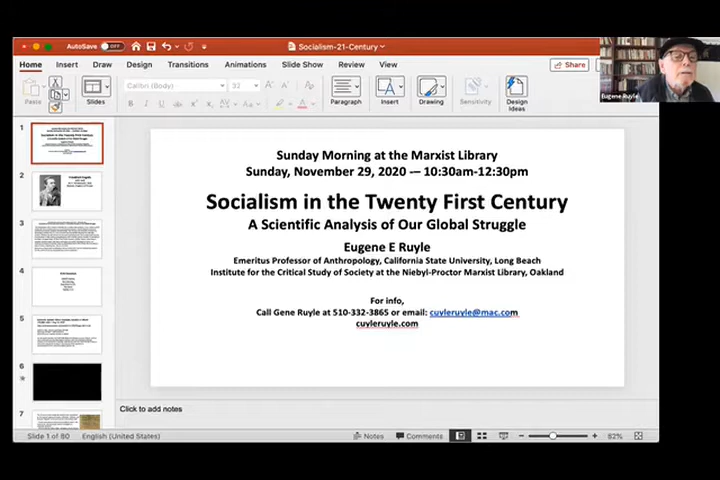 AutoSave OFF
Socialism-21-Century
Home Insert Draw Design Transitions Animations Slide Show Review View
Share
Paste Slides Calibri (Body) 32 Paragraph Insert Drawing Sensitivity Design Ideas
B I U
Eugene Ruyle
1
2
3
4
5
6
7
Sunday Morning at the Marxist Library
Sunday, November 29, 2020 -– 10:30am-12:30pm
Socialism in the Twenty First Century
A Scientific Analysis of Our Global Struggle
Eugene E Ruyle
Emeritus Professor of Anthropology, California State University, Long Beach
Institute for the Critical Study of Society at the Niebyl-Proctor Marxist Library, Oakland
For info,
Call Gene Ruyle at 510-332-3865 or email: cuyleruyle@mac.com
cuyleruyle.com
Click to add notes
Slide 1 of 80 English (United States) Notes Comments 82%